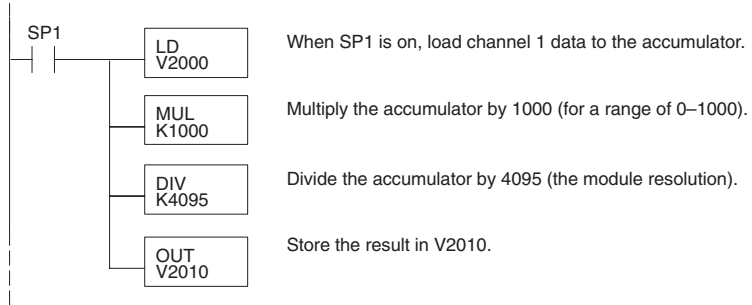 SP1
LD
V2000
When SP1 is on, load channel 1 data to the accumulator.
MUL
K1000
Multiply the accumulator by 1000 (for a range of 0–1000).
DIV
K4095
Divide the accumulator by 4095 (the module resolution).
OUT
V2010
Store the result in V2010.